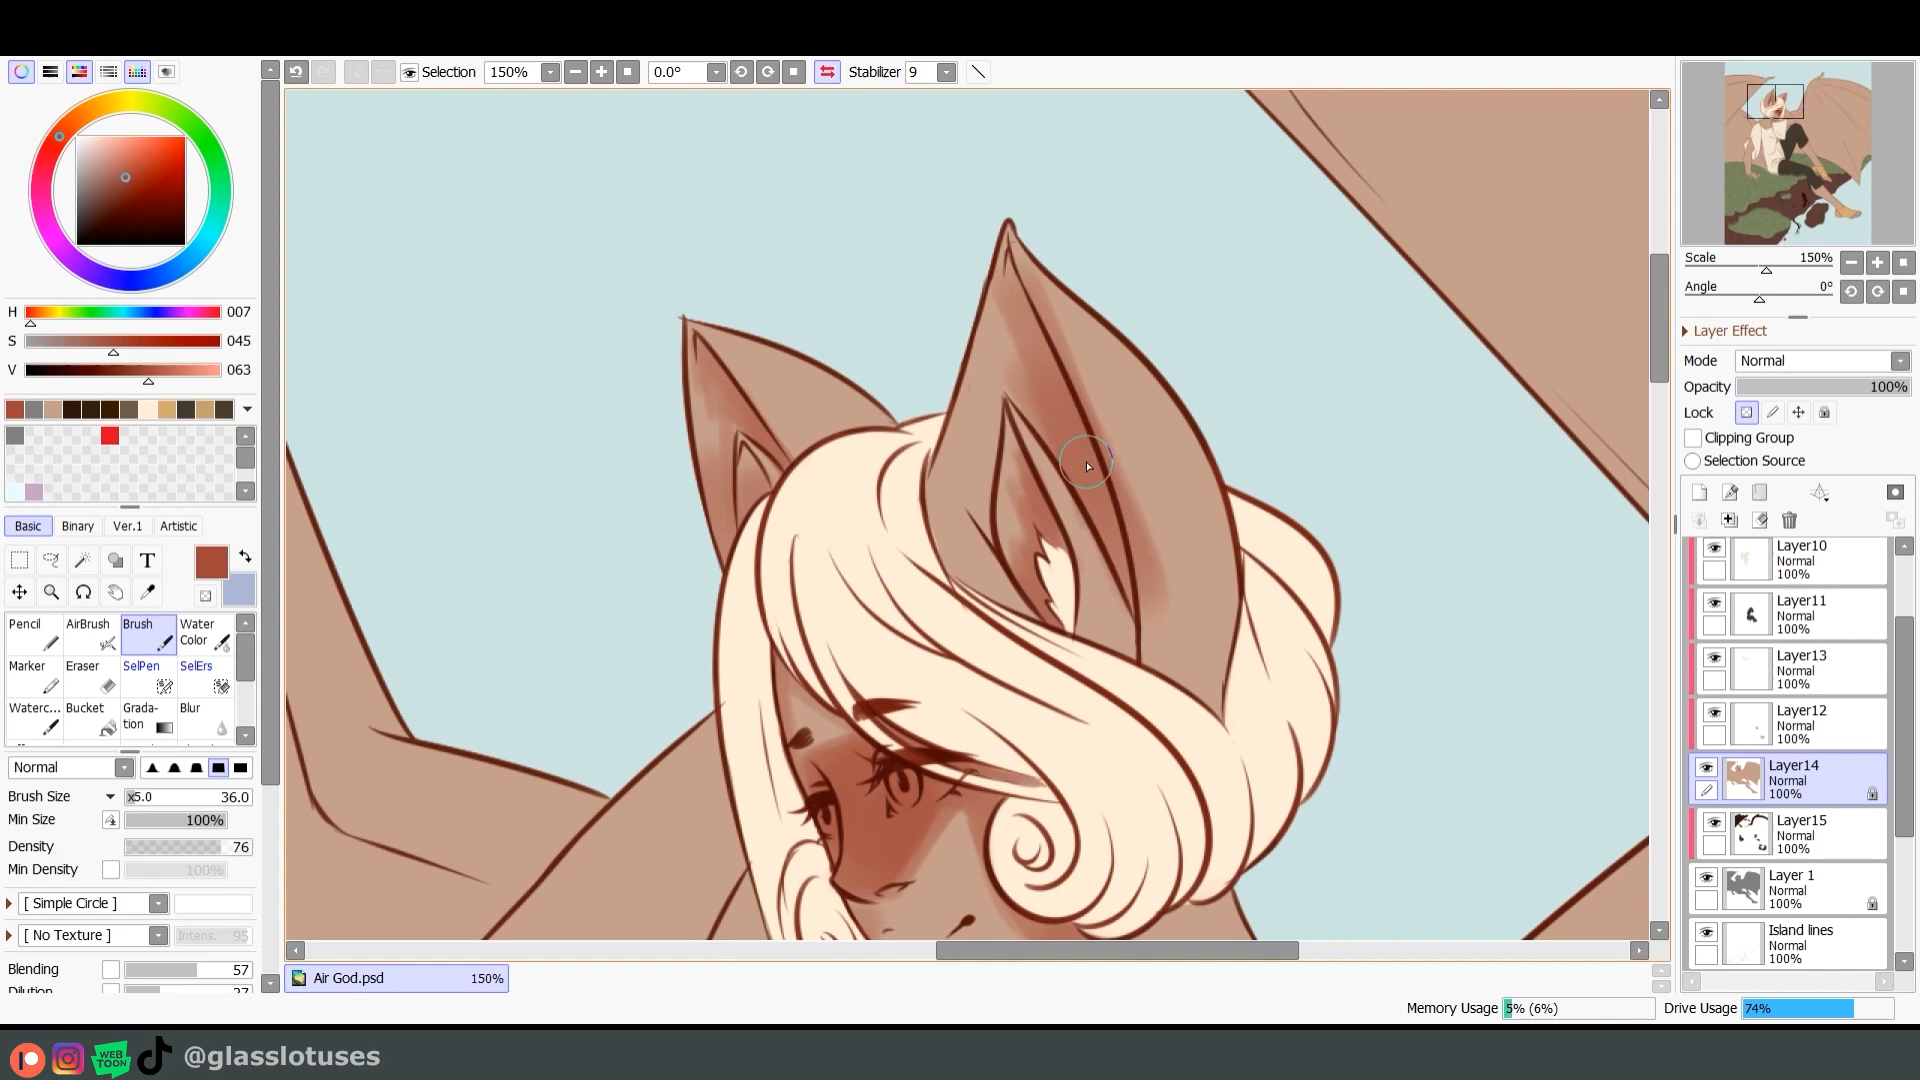 Selection 150% 0.0° Stabilizer 9
Scale 150%
Angle 0°
H 007
S 045
V 063
Layer Effect
Mode Normal
Opacity 100%
Lock
Clipping Group
Selection Source
Basic Binary Ver.1 Artistic
T
Pencil AirBrush Brush Water Color
Marker Eraser SelPen SelErs
Waterc... Bucket Grada-tion Blur
Normal
Brush Size x5.0 36.0
Min Size 100%
Density 76
Min Density 100%
[ Simple Circle ]
[ No Texture ] Intens. 95
Blending 57
Dilution 27
Layer10
Normal
100%
Layer11
Normal
100%
Layer13
Normal
100%
Layer12
Normal
100%
Layer14
Normal
100%
Layer15
Normal
100%
Layer 1
Normal
100%
Island lines
Normal
100%
Air God.psd 150%
Memory Usage 5% (6%) Drive Usage 74%
WEB TOON @glasslotuses